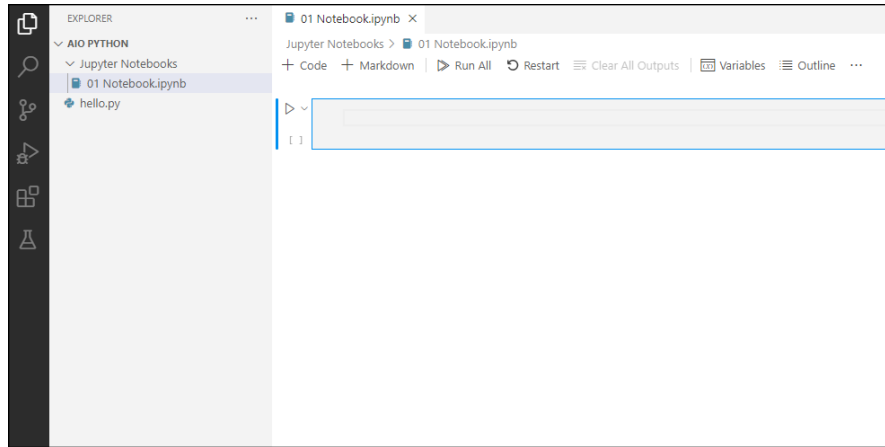 EXPLORER ...
AIO PYTHON
Jupyter Notebooks
01 Notebook.ipynb
hello.py
01 Notebook.ipynb
Jupyter Notebooks > 01 Notebook.ipynb
+ Code + Markdown Run All Restart Clear All Outputs Variables Outline ...
[ ]